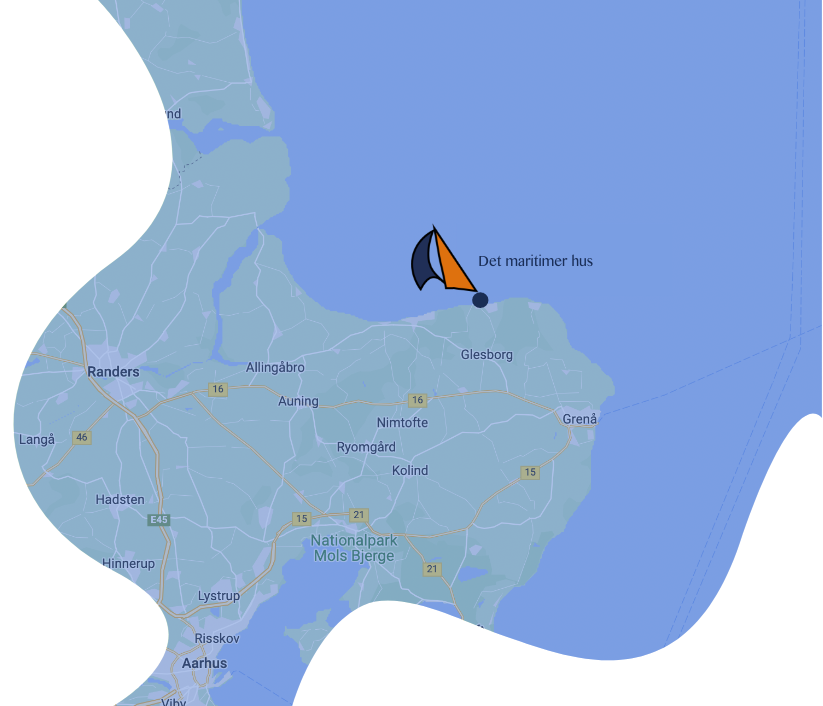 nd
Det maritimer hus
Glesborg
Allingåbro
Randers
16
Auning
16
Grenå
Nimtofte
46
Langå
Ryomgård
Kolind
15
Hadsten
E45
15
21
Nationalpark
Mols Bjerge
Hinnerup
21
Lystrup
Risskov
Aarhus
Viby